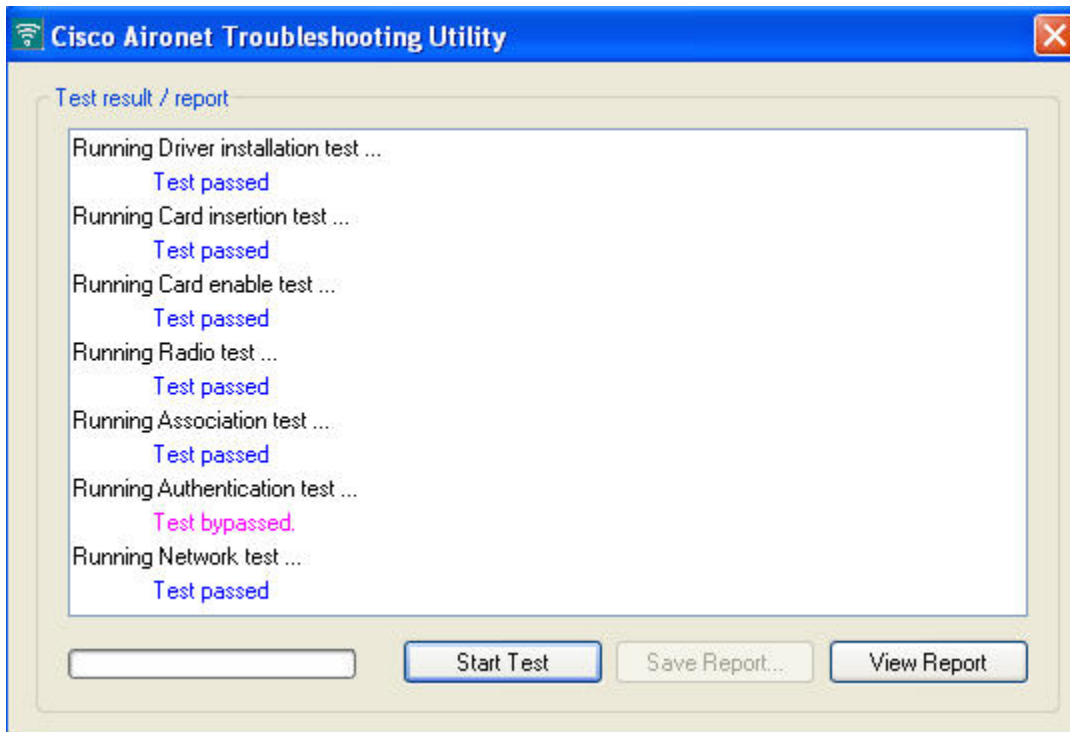 Cisco Aironet Troubleshooting Utility
Test result / report
Running Driver installation test ...
Test passed
Running Card insertion test ...
Test passed
Running Card enable test ...
Test passed
Running Radio test ...
Test passed
Running Association test ...
Test passed
Running Authentication test ...
Test bypassed.
Running Network test ...
Test passed
Start Test
Save Report...
View Report